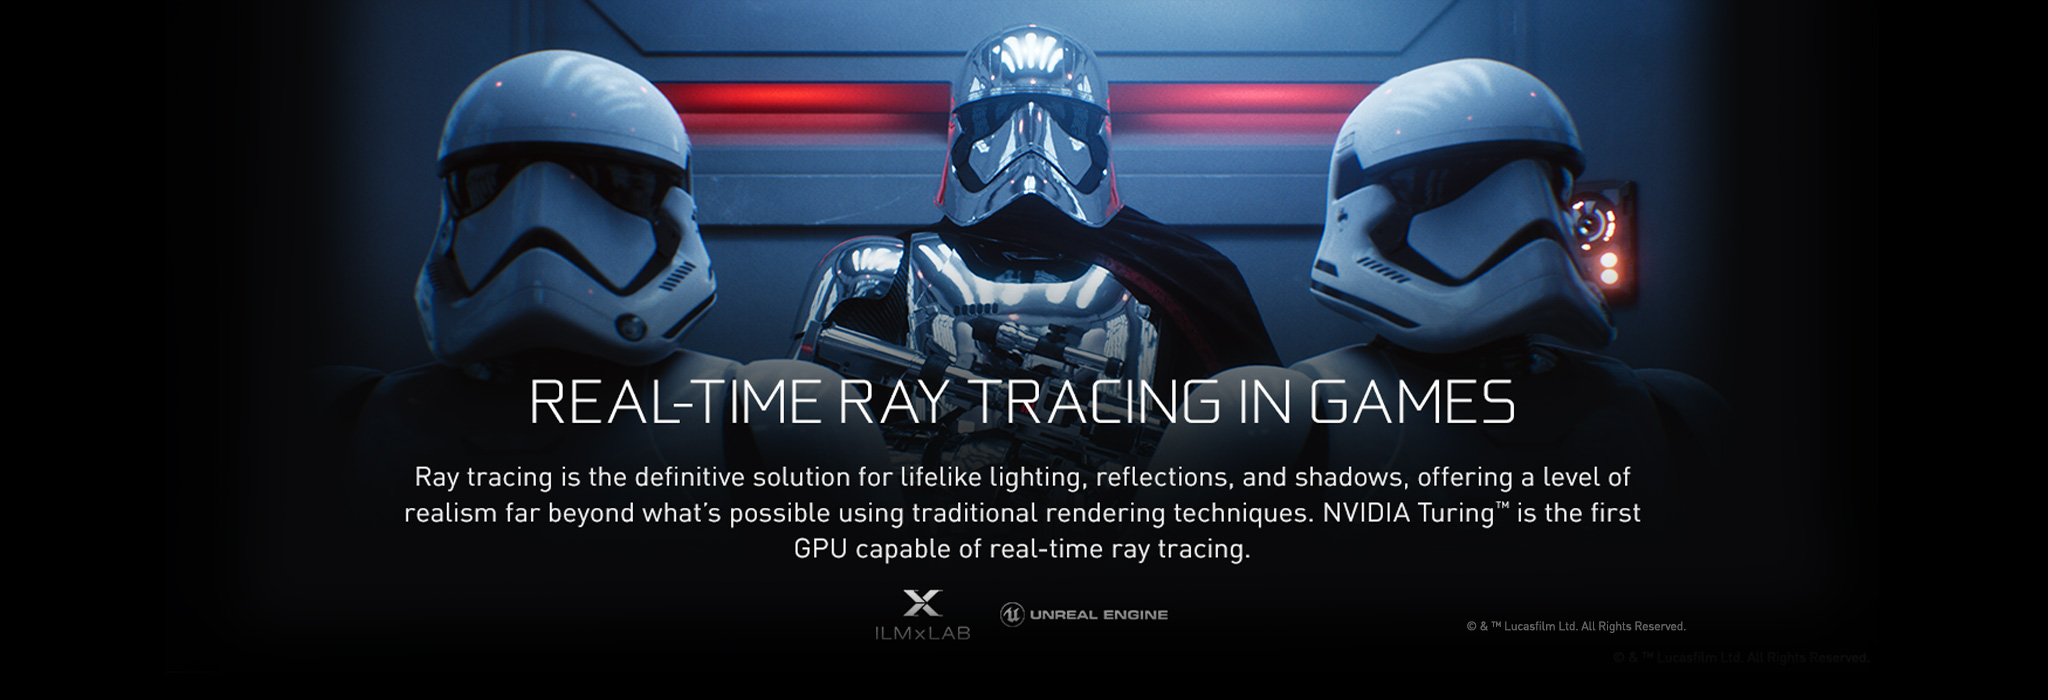 REAL-TIME RAY TRACING IN GAMES
Ray tracing is the definitive solution for lifelike lighting, reflections, and shadows, offering a level of
realism far beyond what's possible using traditional rendering techniques. NVIDIA Turing™ is the first
GPU capable of real-time ray tracing.
ILMxLAB
UNREAL ENGINE
© & ™ Lucasfilm Ltd. All Rights Reserved.
© & ™ Lucasfilm Ltd. All Rights Reserved.